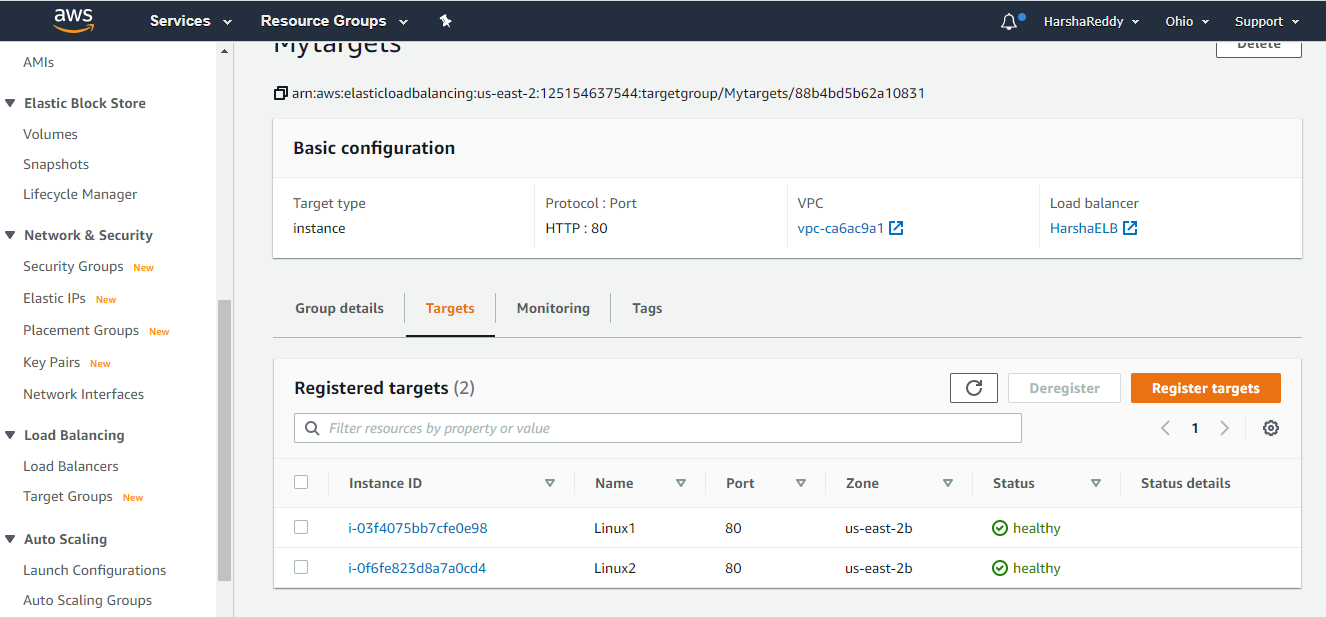 aws Services Resource Groups HarshaReddy Ohio Support
AMIs
Elastic Block Store
Volumes
Snapshots
Lifecycle Manager
Network & Security
Security Groups New
Elastic IPs New
Placement Groups New
Key Pairs New
Network Interfaces
Load Balancing
Load Balancers
Target Groups New
Auto Scaling
Launch Configurations
Auto Scaling Groups
Mytargets
Delete
arn:aws:elasticloadbalancing:us-east-2:125154637544:targetgroup/Mytargets/88b4bd5b62a10831
Basic configuration
Target type Protocol : Port VPC Load balancer
instance HTTP : 80 vpc-ca6ac9a1 HarshaELB
Group details Targets Monitoring Tags
Registered targets (2) Deregister Register targets
Filter resources by property or value 1
Instance ID Name Port Zone Status Status details
i-03f4075bb7cfe0e98 Linux1 80 us-east-2b healthy
i-0f6fe823d8a7a0cd4 Linux2 80 us-east-2b healthy